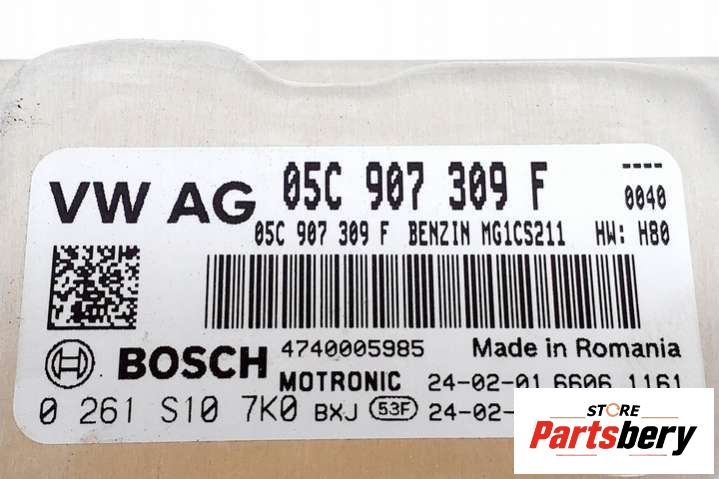 VW AG 05C 907 309 F ----
0040
05C 907 309 F BENZIN MG1CS211 HW: H80
BOSCH 4740005985 Made in Romania
MOTRONIC 24-02-01 6606 1161
0 261 S10 7K0 BXJ 53F 24-02-
STORE
Partsbery